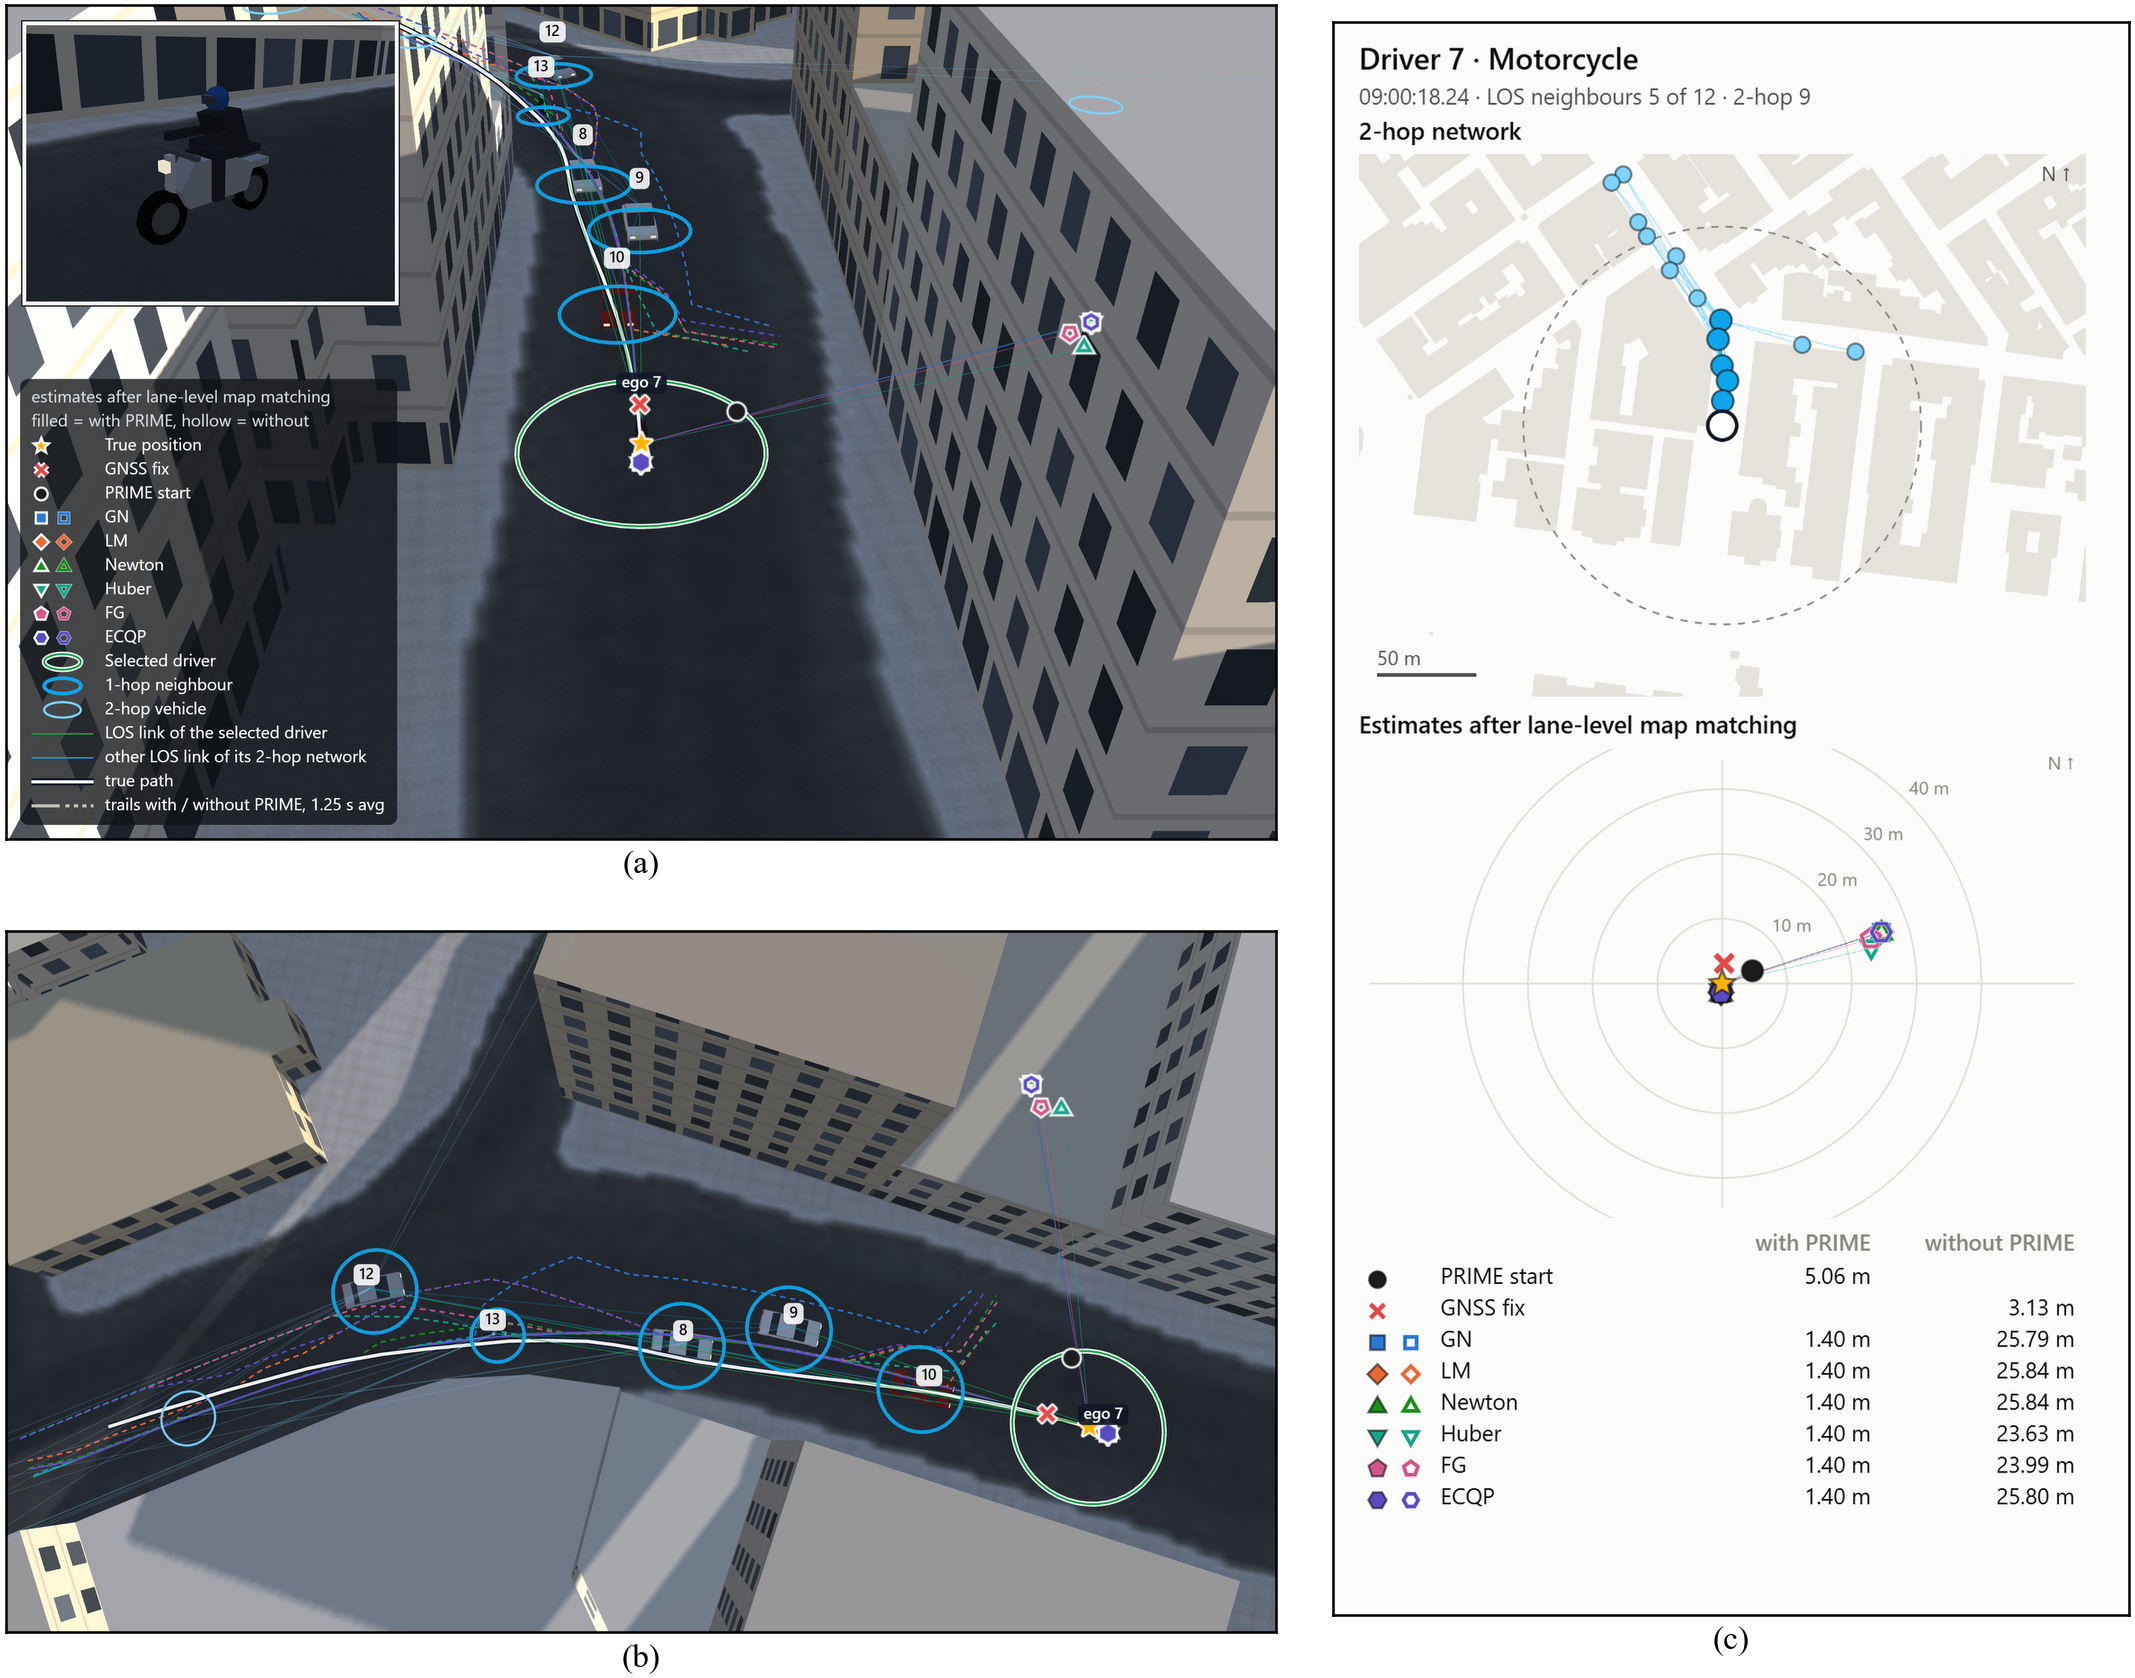 12
13
8
9
10
ego 7
estimates after lane-level map matching
filled = with PRIME, hollow = without
True position
GNSS fix
PRIME start
GN
LM
Newton
Huber
FG
ECQP
Selected driver
1-hop neighbour
2-hop vehicle
LOS link of the selected driver
other LOS link of its 2-hop network
true path
trails with / without PRIME, 1.25 s avg
(a)
12
13
8
9
10
ego 7
(b)
Driver 7 · Motorcycle
09:00:18.24 · LOS neighbours 5 of 12 · 2-hop 9
2-hop network
N ↑
50 m
Estimates after lane-level map matching
N ↑
40 m
30 m
20 m
10 m
with PRIME without PRIME
PRIME start 5.06 m
GNSS fix 3.13 m
GN 1.40 m 25.79 m
LM 1.40 m 25.84 m
Newton 1.40 m 25.84 m
Huber 1.40 m 23.63 m
FG 1.40 m 23.99 m
ECQP 1.40 m 25.80 m
(c)